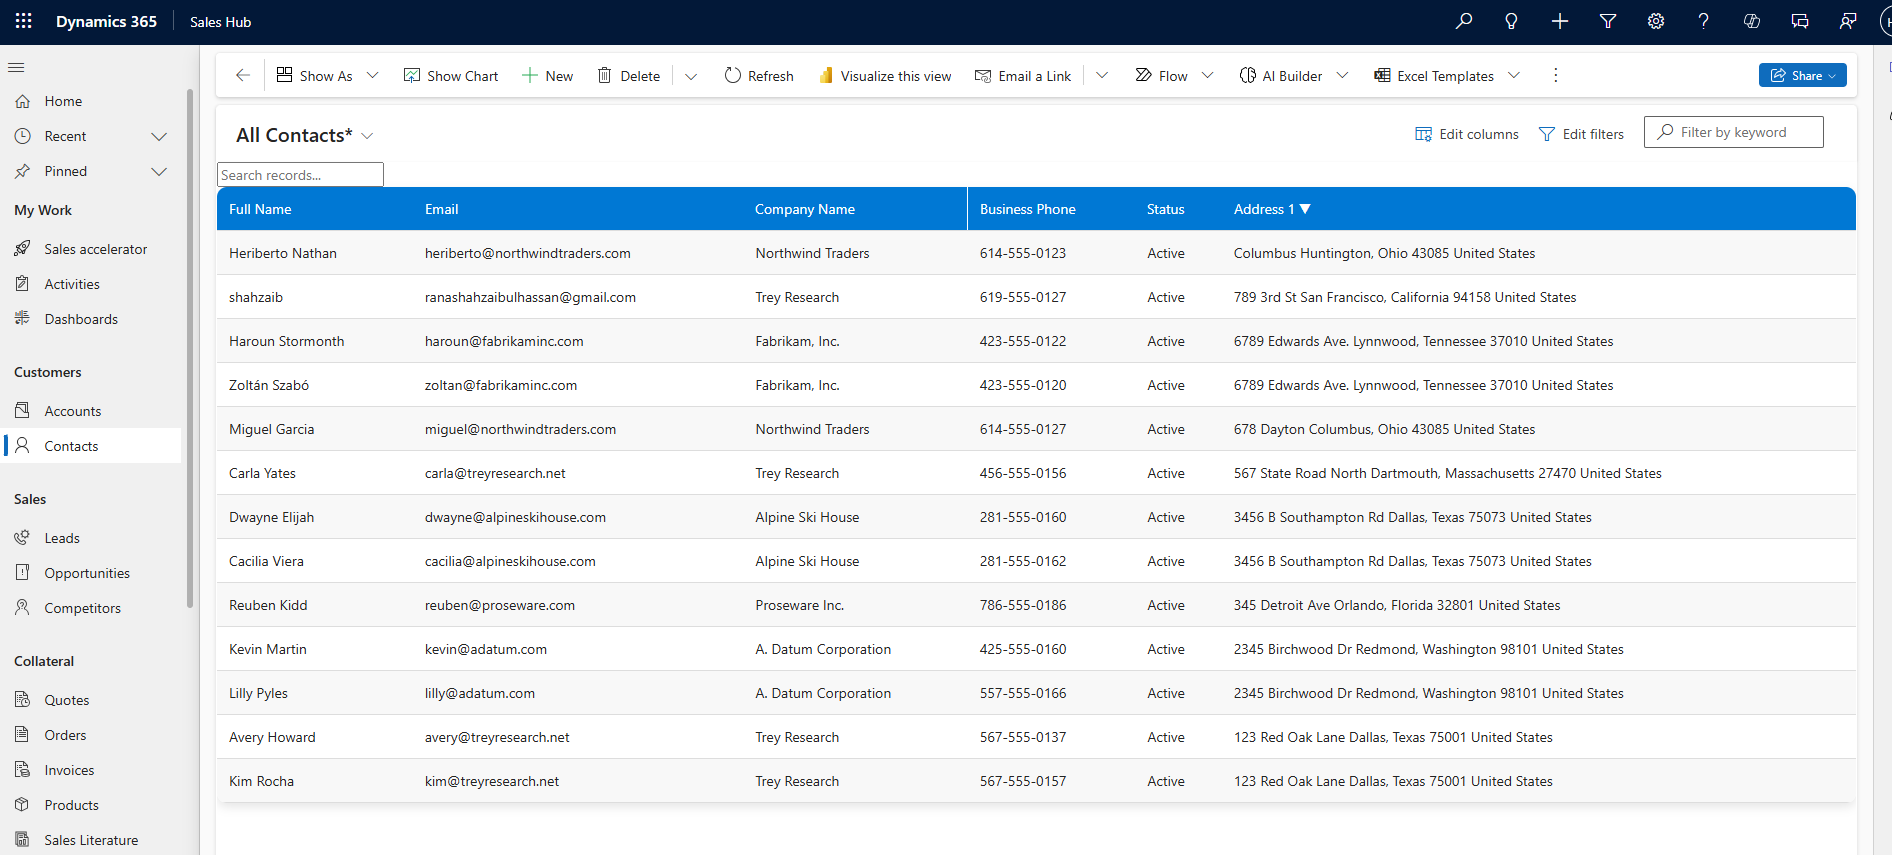 Dynamics 365 Sales Hub
Show As Show Chart New Delete Refresh Visualize this view Email a Link Flow AI Builder Excel Templates Share
Home
Recent
Pinned
My Work
Sales accelerator
Activities
Dashboards
Customers
Accounts
Contacts
Sales
Leads
Opportunities
Competitors
Collateral
Quotes
Orders
Invoices
Products
Sales Literature
All Contacts* Edit columns Edit filters Filter by keyword
Search records...
Full Name Email Company Name Business Phone Status Address 1 ▼
Heriberto Nathan heriberto@northwindtraders.com Northwind Traders 614-555-0123 Active Columbus Huntington, Ohio 43085 United States
shahzaib ranashahzaibulhassan@gmail.com Trey Research 619-555-0127 Active 789 3rd St San Francisco, California 94158 United States
Haroun Stormonth haroun@fabrikaminc.com Fabrikam, Inc. 423-555-0122 Active 6789 Edwards Ave. Lynnwood, Tennessee 37010 United States
Zoltán Szabó zoltan@fabrikaminc.com Fabrikam, Inc. 423-555-0120 Active 6789 Edwards Ave. Lynnwood, Tennessee 37010 United States
Miguel Garcia miguel@northwindtraders.com Northwind Traders 614-555-0127 Active 678 Dayton Columbus, Ohio 43085 United States
Carla Yates carla@treyresearch.net Trey Research 456-555-0156 Active 567 State Road North Dartmouth, Massachusetts 27470 United States
Dwayne Elijah dwayne@alpineskihouse.com Alpine Ski House 281-555-0160 Active 3456 B Southampton Rd Dallas, Texas 75073 United States
Cacilia Viera cacilia@alpineskihouse.com Alpine Ski House 281-555-0162 Active 3456 B Southampton Rd Dallas, Texas 75073 United States
Reuben Kidd reuben@proseware.com Proseware Inc. 786-555-0186 Active 345 Detroit Ave Orlando, Florida 32801 United States
Kevin Martin kevin@adatum.com A. Datum Corporation 425-555-0160 Active 2345 Birchwood Dr Redmond, Washington 98101 United States
Lilly Pyles lilly@adatum.com A. Datum Corporation 557-555-0166 Active 2345 Birchwood Dr Redmond, Washington 98101 United States
Avery Howard avery@treyresearch.net Trey Research 567-555-0137 Active 123 Red Oak Lane Dallas, Texas 75001 United States
Kim Rocha kim@treyresearch.net Trey Research 567-555-0157 Active 123 Red Oak Lane Dallas, Texas 75001 United States